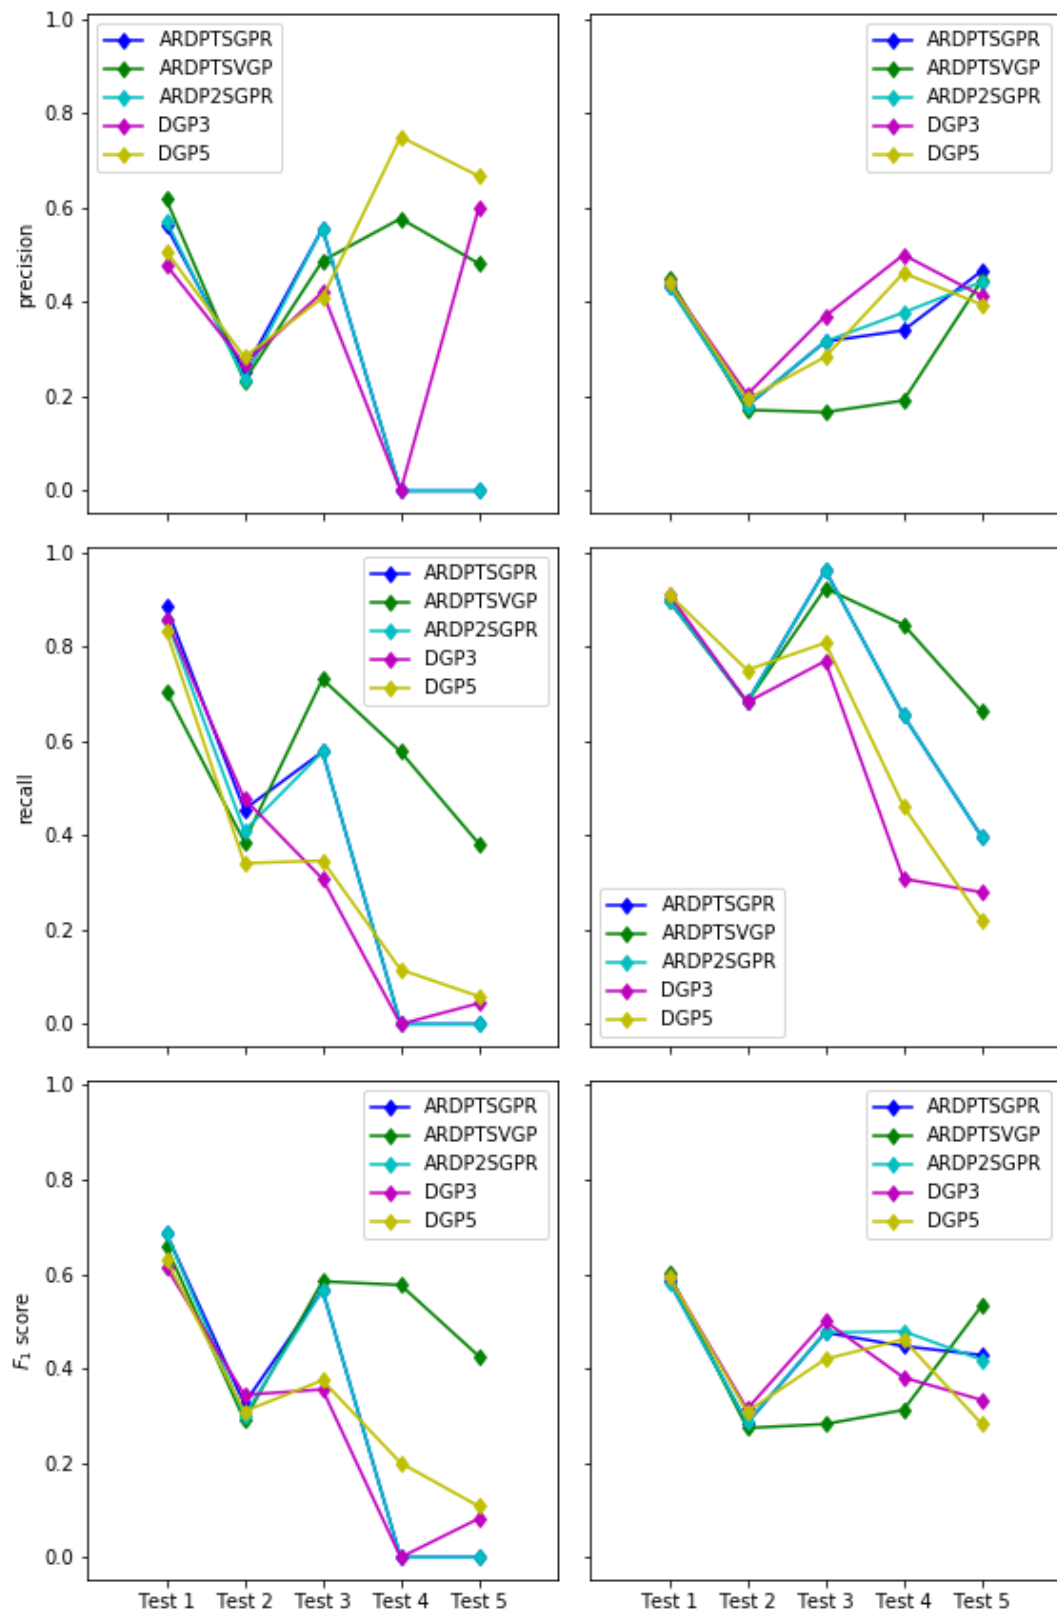 1.0
0.8
0.6
0.4
0.2
0.0
precision
ARDPTSGPR
ARDPTSVGP
ARDP2SGPR
DGP3
DGP5
ARDPTSGPR
ARDPTSVGP
ARDP2SGPR
DGP3
DGP5
1.0
0.8
0.6
0.4
0.2
0.0
recall
ARDPTSGPR
ARDPTSVGP
ARDP2SGPR
DGP3
DGP5
ARDPTSGPR
ARDPTSVGP
ARDP2SGPR
DGP3
DGP5
1.0
0.8
0.6
0.4
0.2
0.0
F₁ score
ARDPTSGPR
ARDPTSVGP
ARDP2SGPR
DGP3
DGP5
ARDPTSGPR
ARDPTSVGP
ARDP2SGPR
DGP3
DGP5
Test 1 Test 2 Test 3 Test 4 Test 5
Test 1 Test 2 Test 3 Test 4 Test 5